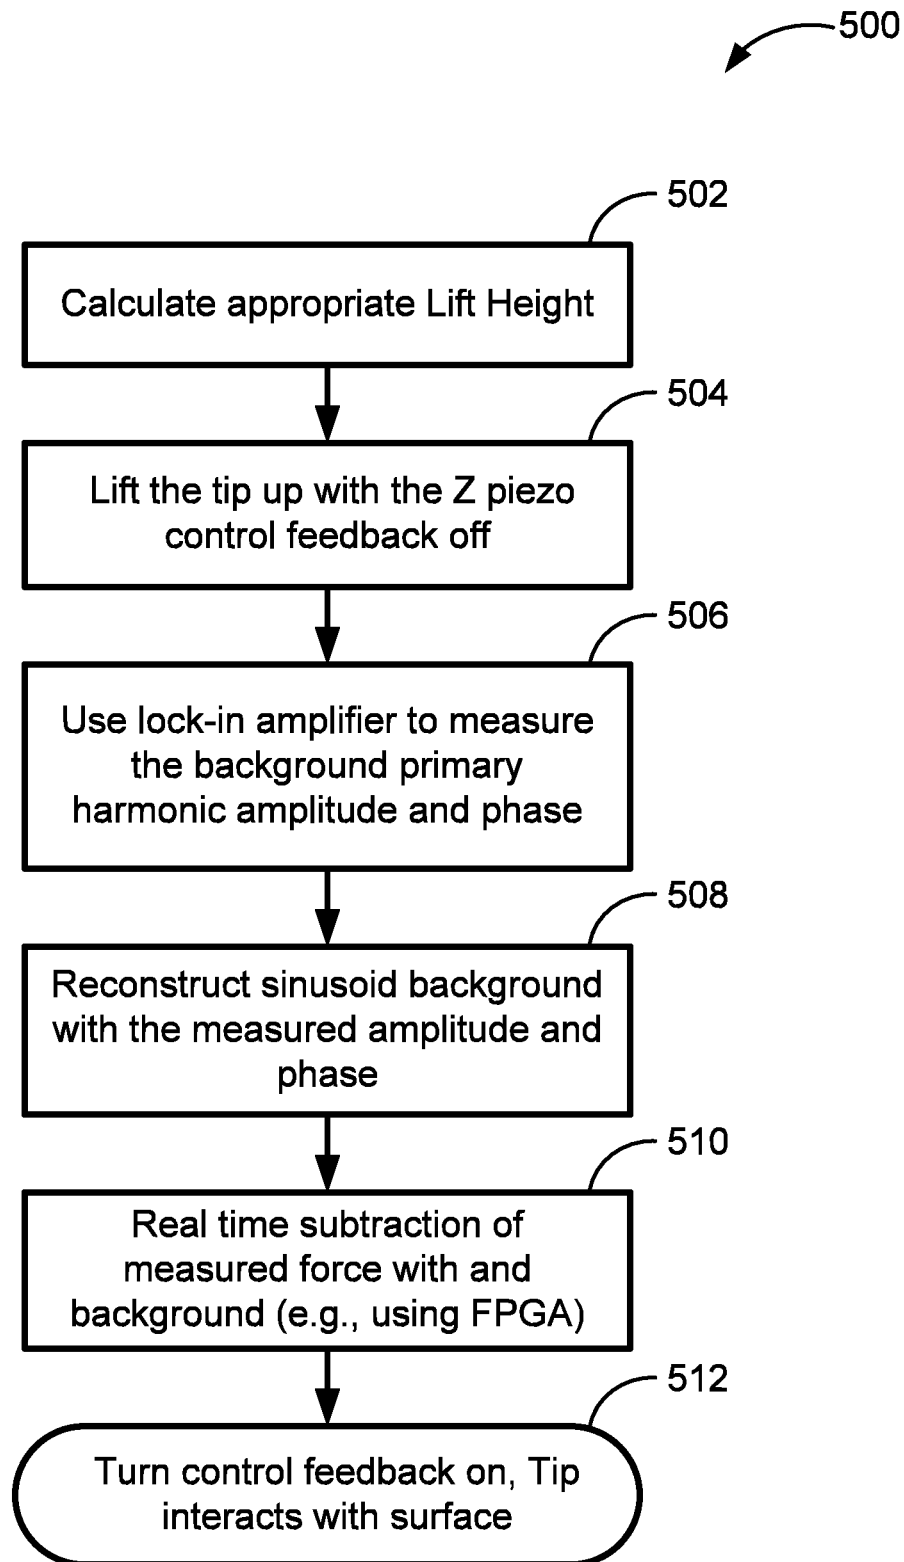 500
502
Calculate appropriate Lift Height
504
Lift the tip up with the Z piezo
control feedback off
506
Use lock-in amplifier to measure
the background primary
harmonic amplitude and phase
508
Reconstruct sinusoid background
with the measured amplitude and
phase
510
Real time subtraction of
measured force with and
background (e.g., using FPGA)
512
Turn control feedback on, Tip
interacts with surface